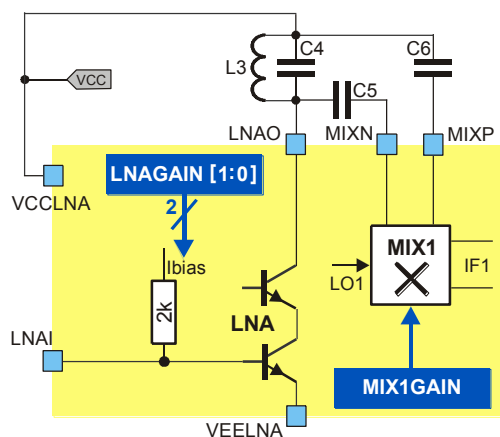 C4
C6
L3
VCC
C5
LNAO
MIXN
MIXP
LNAGAIN [1:0]
VCCLNA
2
MIX1
Ibias
IF1
LO1
2k
LNA
LNAI
MIX1GAIN
VEELNA